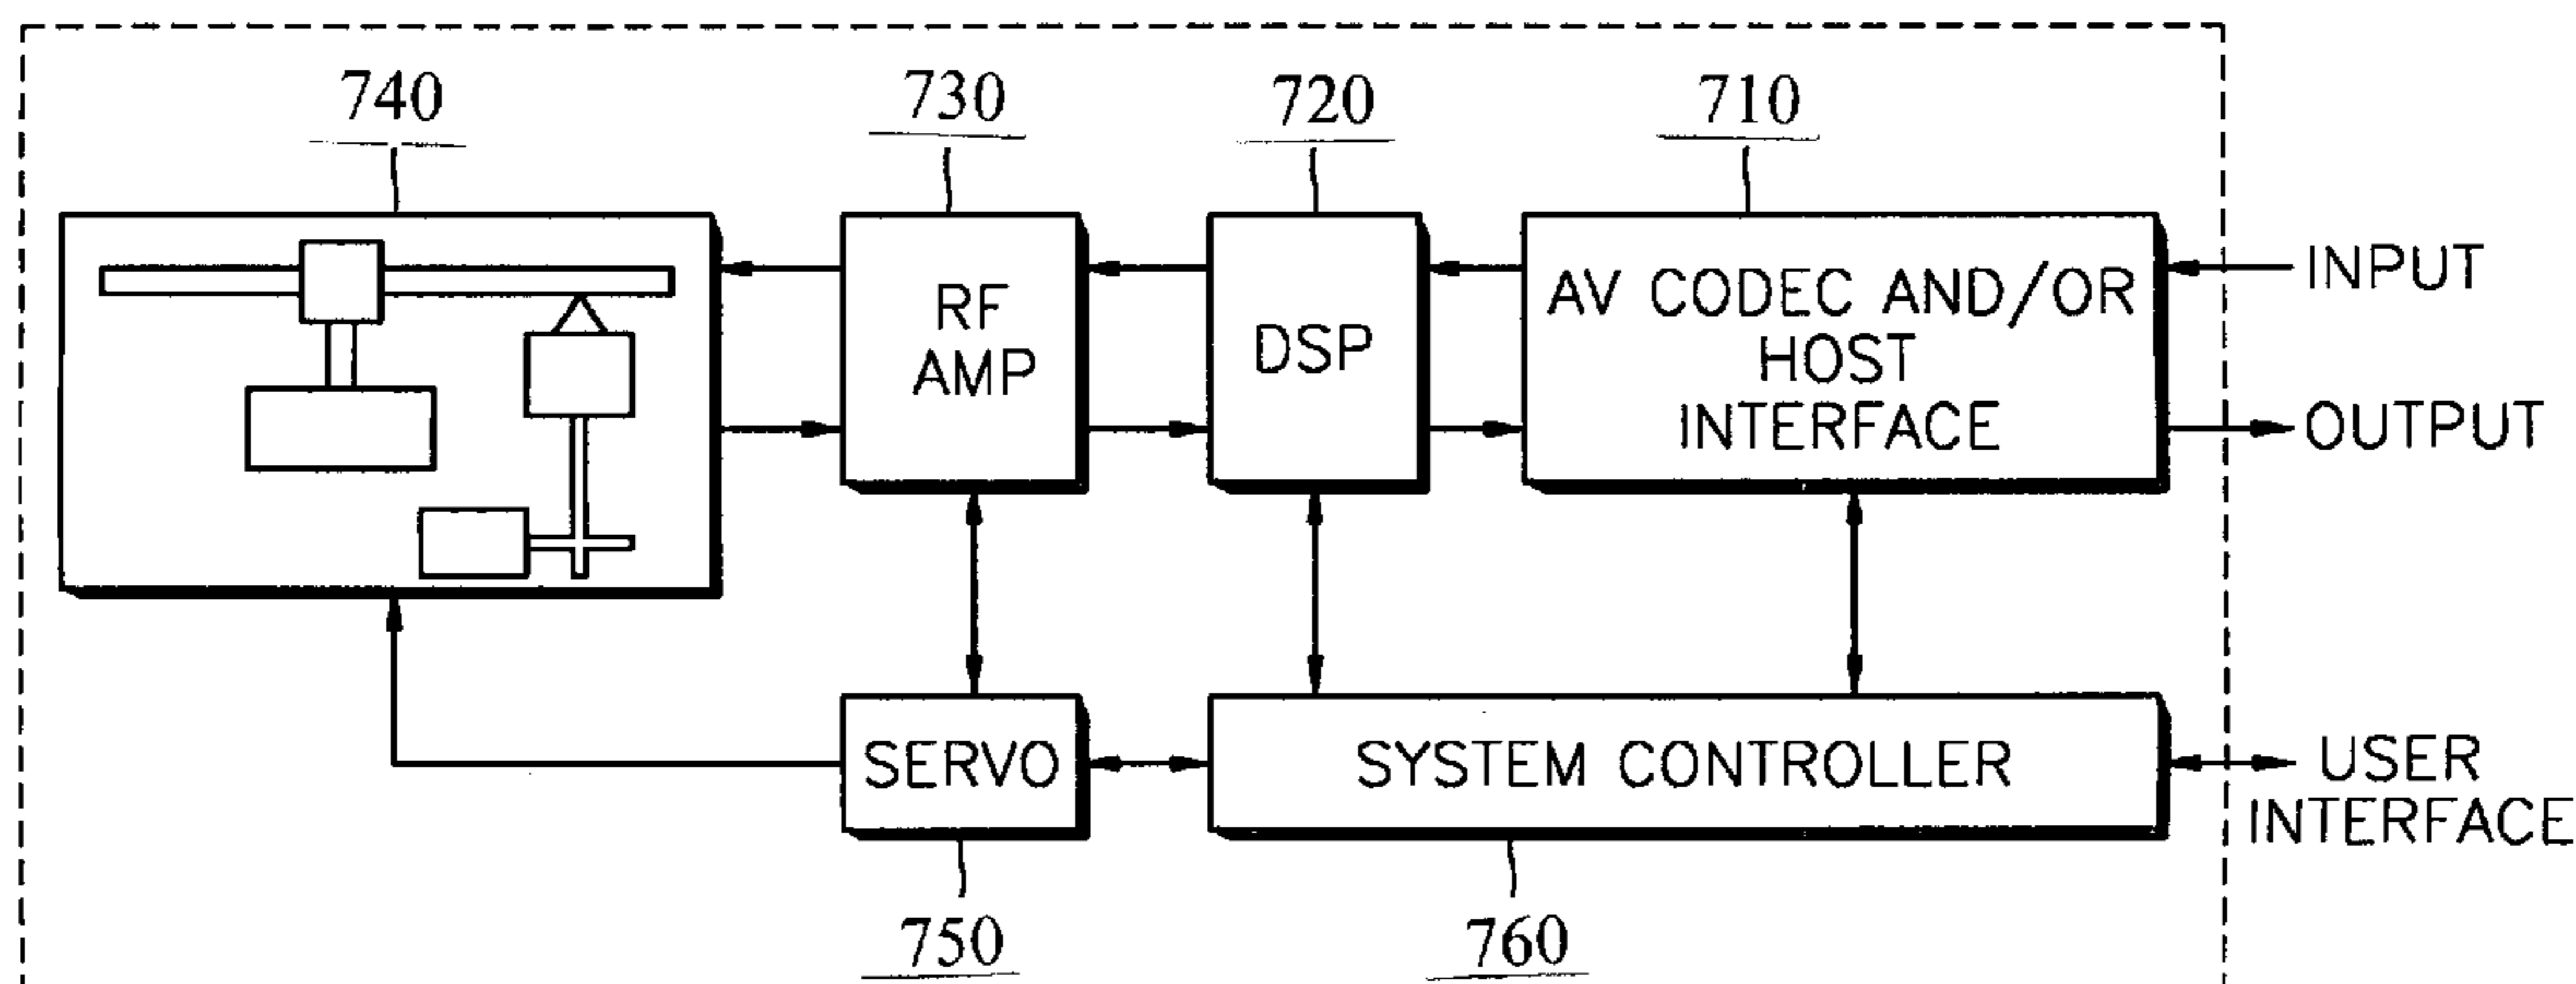 740
730
720
710
RF
AMP
DSP
AV CODEC AND/OR
HOST
INTERFACE
INPUT
OUTPUT
SERVO
SYSTEM CONTROLLER
USER
INTERFACE
750
760